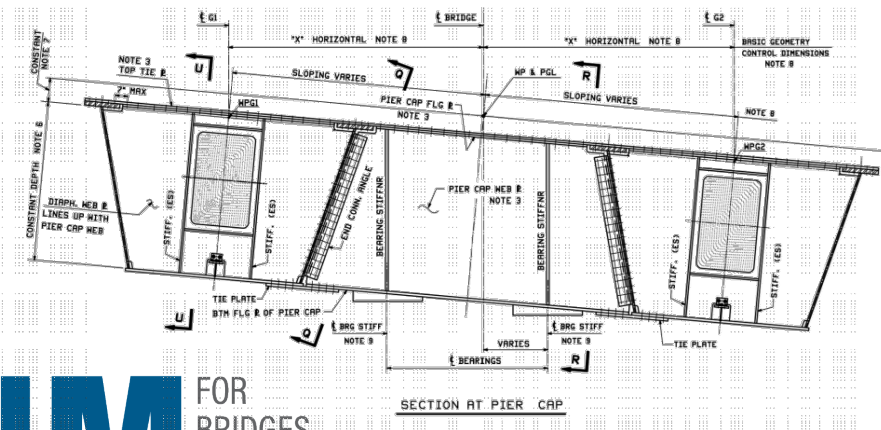 ℄ G1
℄ BRIDGE
℄ G2
"X" HORIZONTAL NOTE 8
"X" HORIZONTAL NOTE 8
BASIC GEOMETRY
CONTROL DIMENSIONS
NOTE 8
CONSTANT
NOTE 7
NOTE 3
TOP TIE ℄
7" MAX
U
SLOPING VARIES
Q
WP & PGL
R
SLOPING VARIES
PIER CAP FLG ℄
NOTE 3
NOTE 8
WPG1
WPG2
CONSTANT DEPTH NOTE 6
DIAPH. WEB ℄
LINES UP WITH
PIER CAP WEB
STIFF. (ES)
STIFF. (ES)
END CONN. ANGLE
BEARING STIFFNR
PIER CAP WEB ℄
NOTE 3
BEARING STIFFNR
STIFF. (ES)
STIFF. (ES)
TIE PLATE
BTM FLG ℄ OF PIER CAP
U
Q
℄ BRG STIFF
NOTE 9
VARIES
℄ BRG STIFF
NOTE 9
TIE PLATE
℄ BEARINGS
R
SECTION AT PIER CAP
FOR
BRIDGES